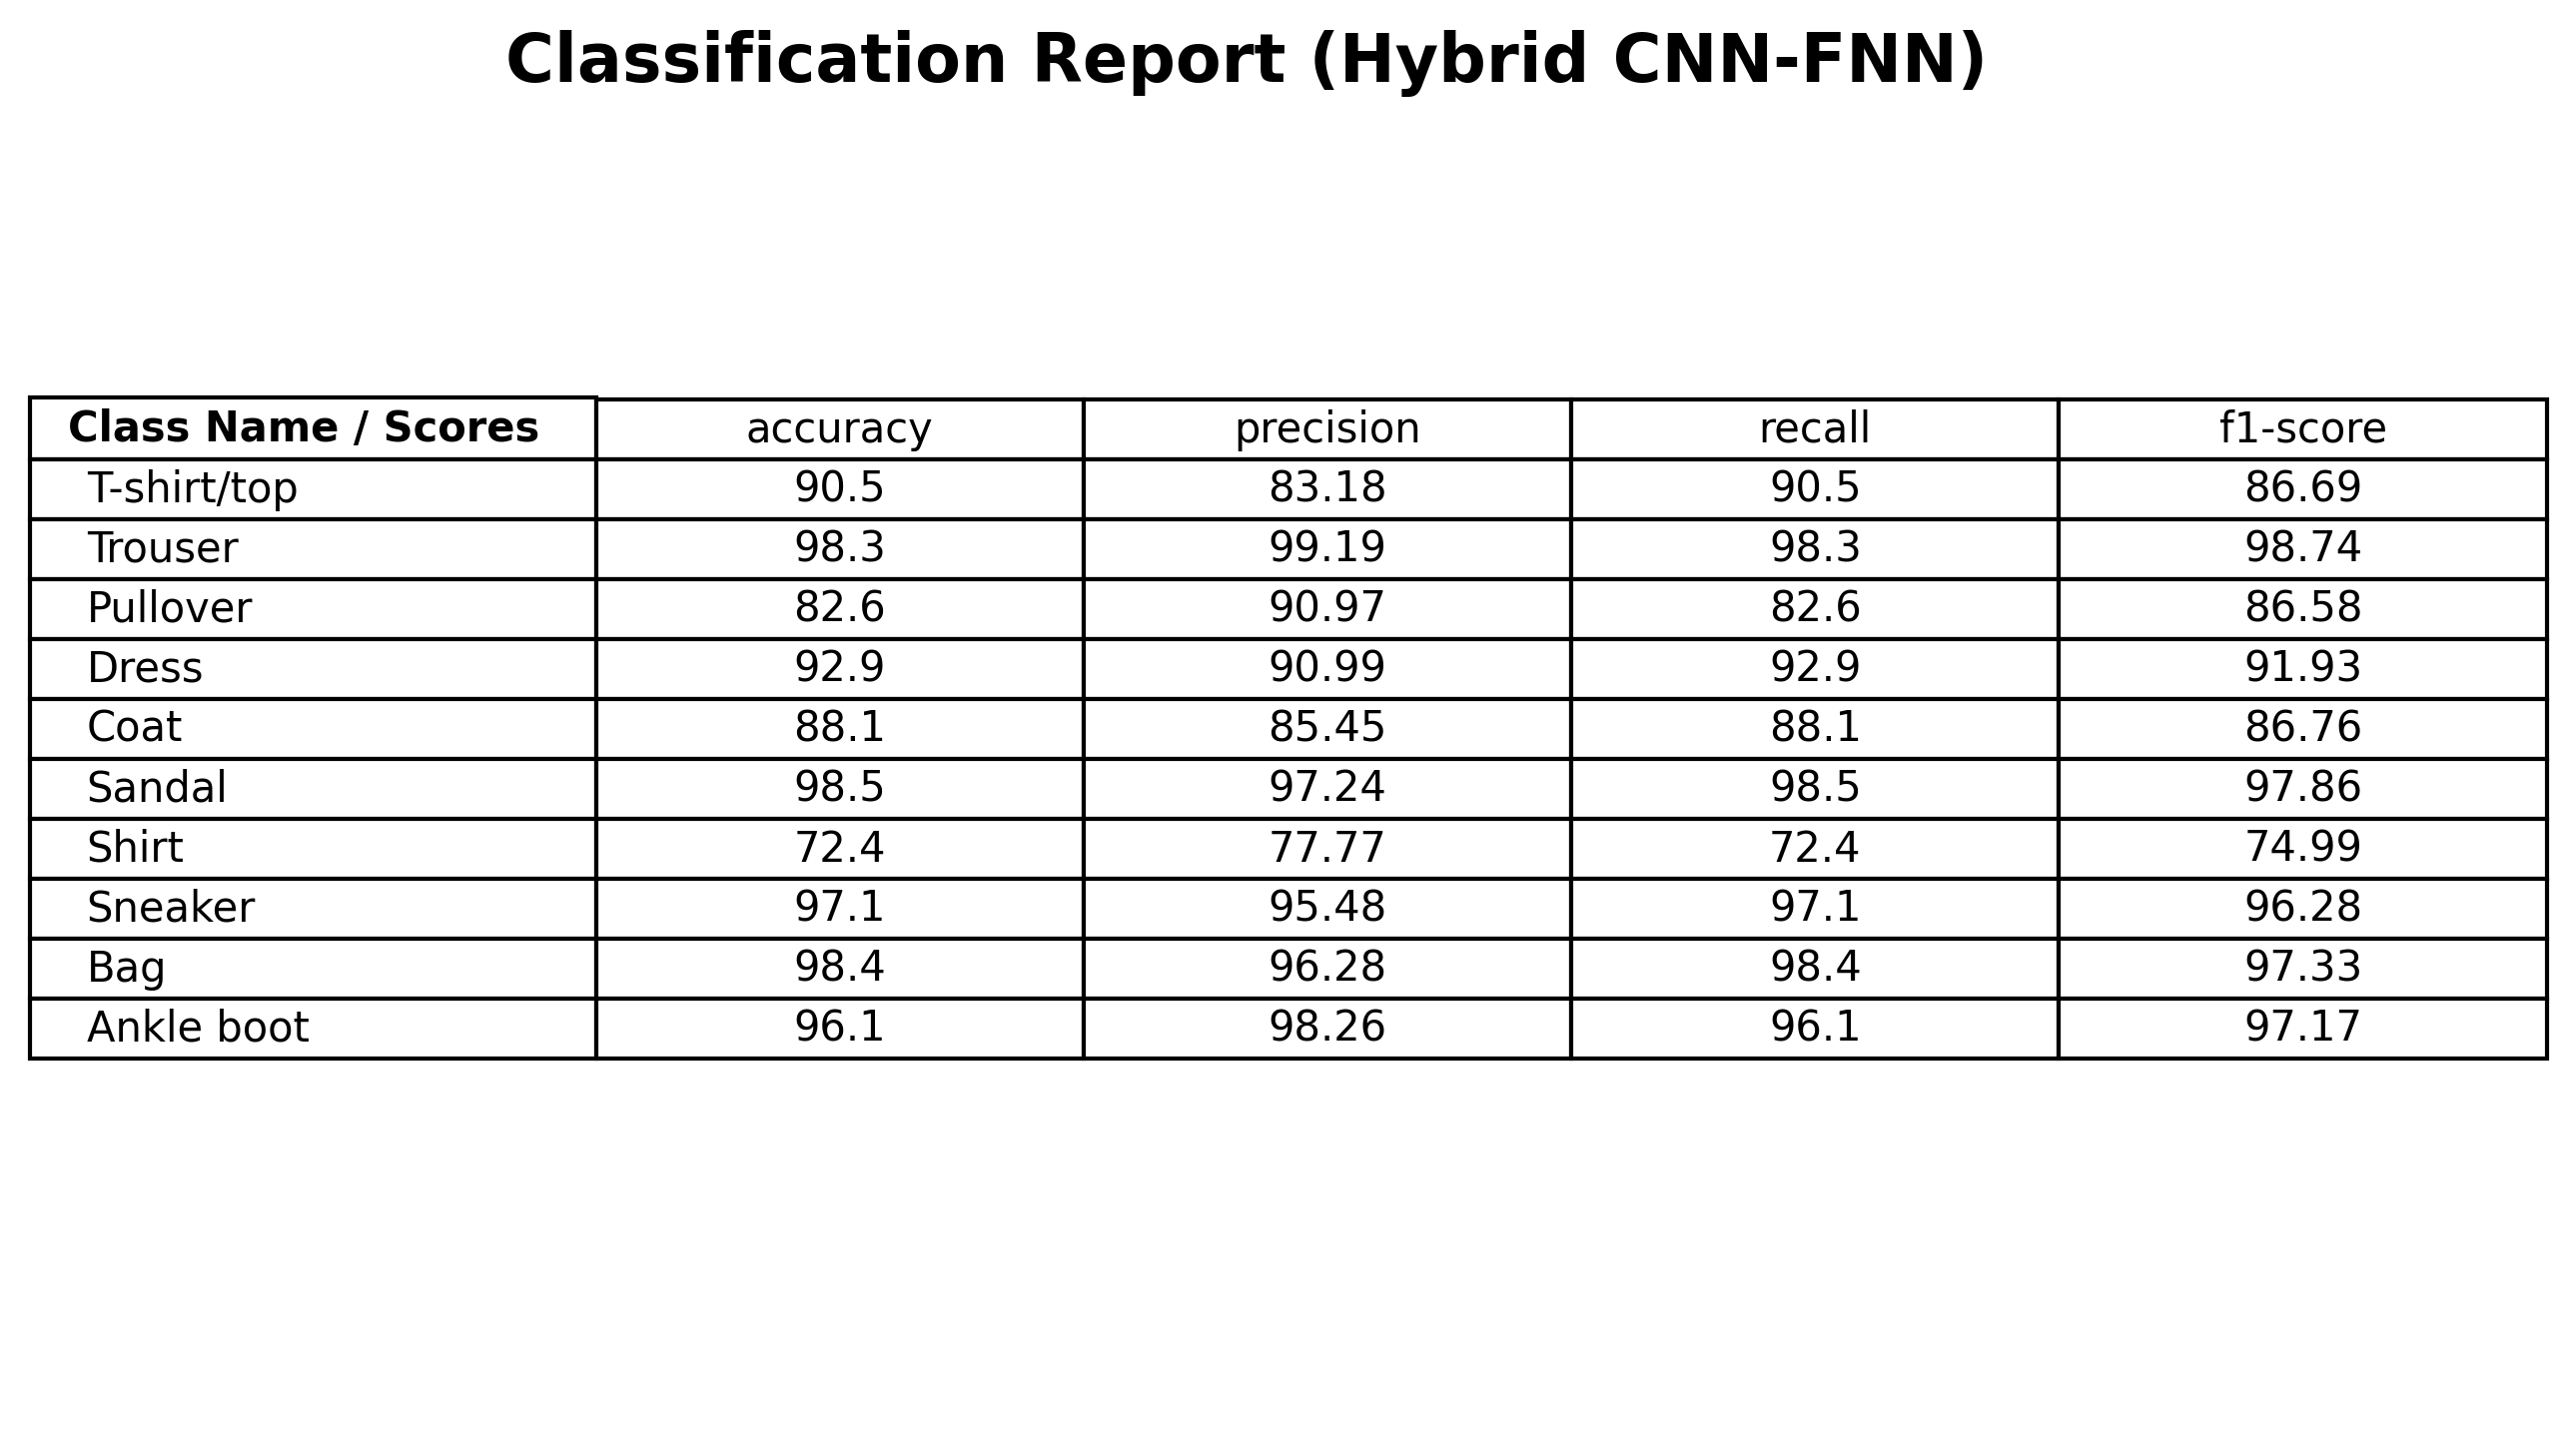 Classification Report (Hybrid CNN-FNN)
Class Name / Scores accuracy precision recall f1-score
T-shirt/top 90.5 83.18 90.5 86.69
Trouser 98.3 99.19 98.3 98.74
Pullover 82.6 90.97 82.6 86.58
Dress 92.9 90.99 92.9 91.93
Coat 88.1 85.45 88.1 86.76
Sandal 98.5 97.24 98.5 97.86
Shirt 72.4 77.77 72.4 74.99
Sneaker 97.1 95.48 97.1 96.28
Bag 98.4 96.28 98.4 97.33
Ankle boot 96.1 98.26 96.1 97.17